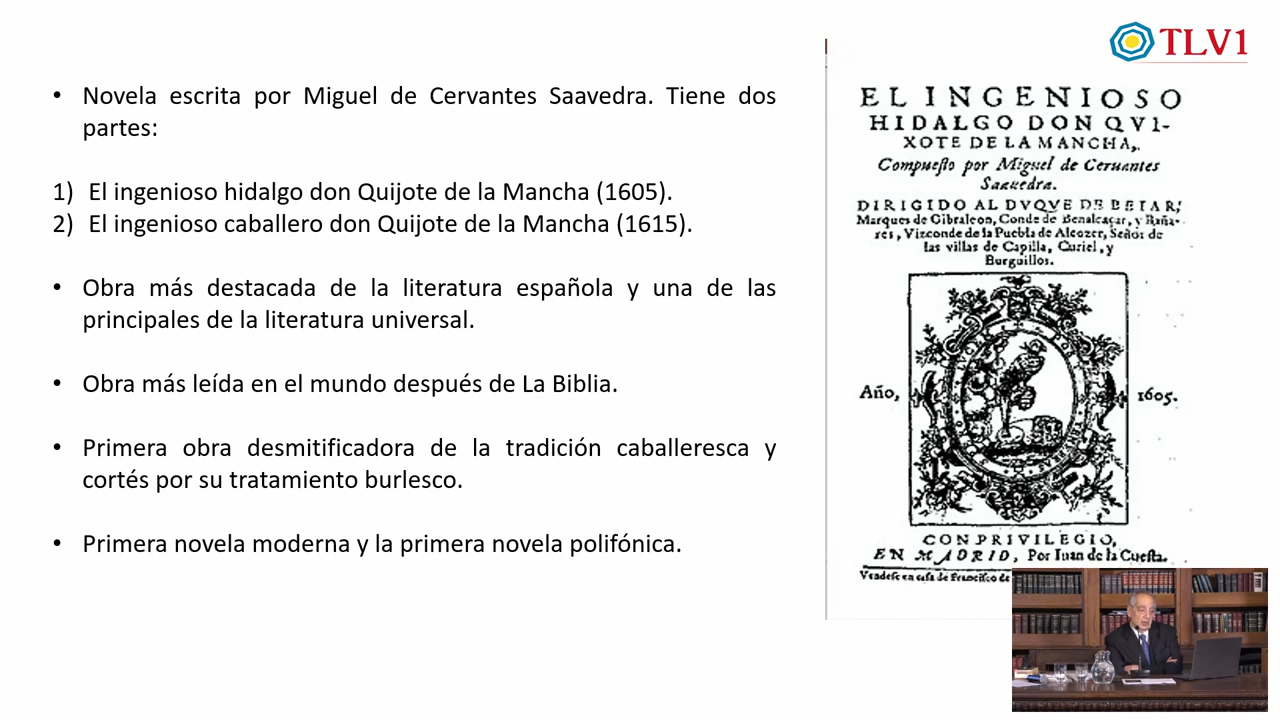 TLV1
• Novela escrita por Miguel de Cervantes Saavedra. Tiene dos
partes:
1) El ingenioso hidalgo don Quijote de la Mancha (1605).
2) El ingenioso caballero don Quijote de la Mancha (1615).
• Obra más destacada de la literatura española y una de las
principales de la literatura universal.
• Obra más leída en el mundo después de La Biblia.
• Primera obra desmitificadora de la tradición caballeresca y
cortés por su tratamiento burlesco.
• Primera novela moderna y la primera novela polifónica.
EL INGENIOSO
HIDALGO DON QVI-
XOTE DE LA MANCHA,
Compuesto por Miguel de Ceruantes
Saauedra.
DIRIGIDO AL DVQVE DE BEIAR,
Marques de Gibraleon, Conde de Benalcaçar, y Baña-
res, Vizconde de la Puebla de Alcozer, Señor de
las villas de Capilla, Curiel, y
Burguillos.
Año, 1605.
CON PRIVILEGIO,
EN MADRID, Por Iuan de la Cuesta.
Vendese en casa de Francisco de